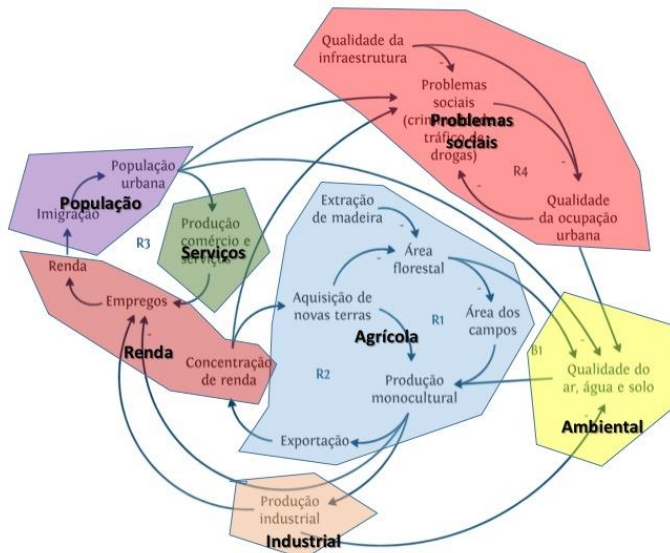 Qualidade da
infraestrutura
Problemas
sociais
tráfico de
drogas)
Problemas
sociais
R4
Qualidade
da ocupação
urbana
População
urbana
População
Imigração
R3
Produção
comércio e
serviços
Serviços
Renda
Empregos
Renda
Concentração
de renda
Extração
de madeira
Área
florestal
Aquisição de
novas terras
R1
Área dos
campos
Agrícola
R2
Produção
monocultural
Exportação
B1
Qualidade do
ar, água e solo
Ambiental
Produção
industrial
Industrial